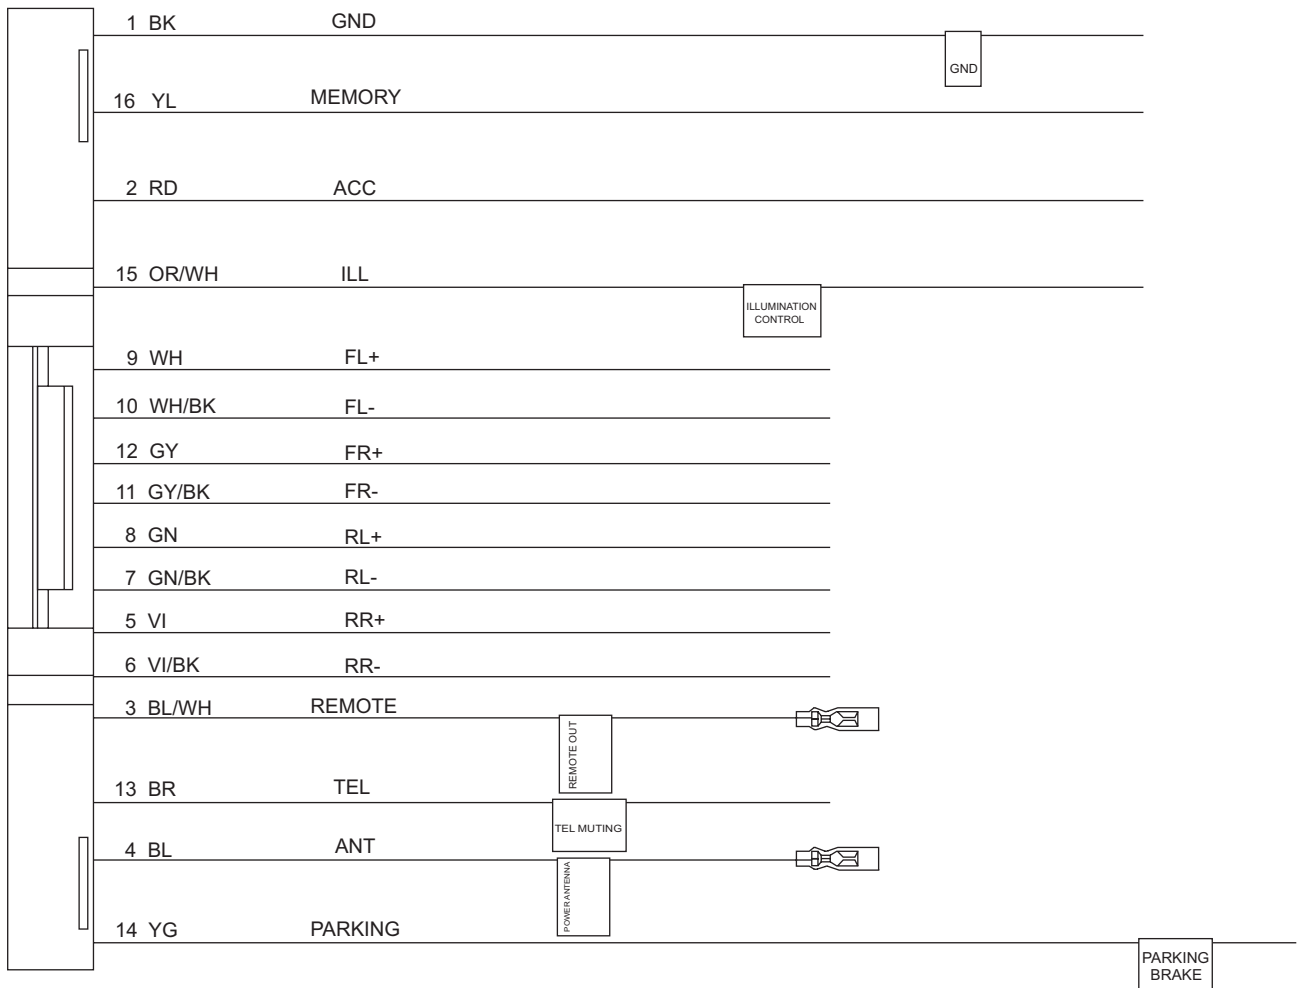 1 BK GND
GND
16 YL MEMORY
2 RD ACC
15 OR/WH ILL
ILLUMINATION
CONTROL
9 WH FL+
10 WH/BK FL-
12 GY FR+
11 GY/BK FR-
8 GN RL+
7 GN/BK RL-
5 VI RR+
6 VI/BK RR-
3 BL/WH REMOTE
REMOTE OUT
13 BR TEL
TEL MUTING
4 BL ANT
POWER ANTENNA
14 YG PARKING
PARKING
BRAKE